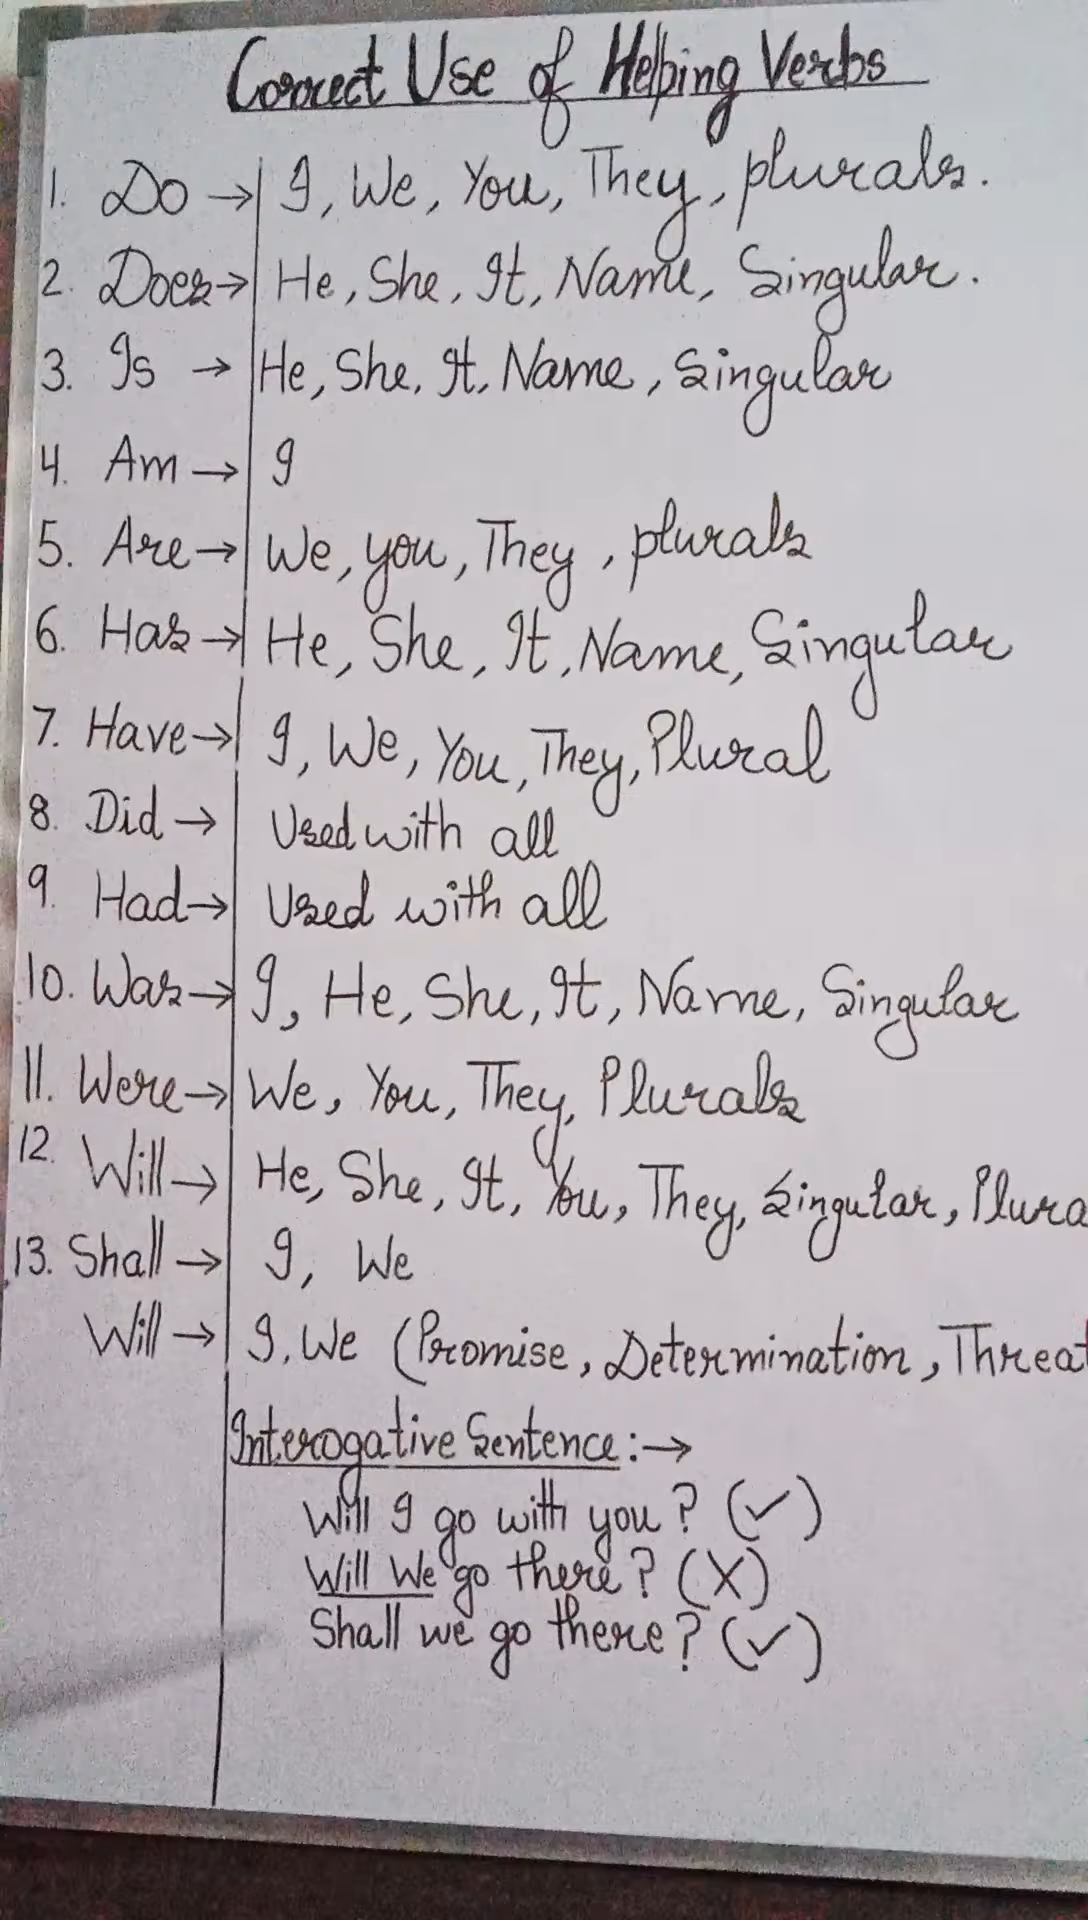 Correct Use of Helping Verbs
1. Do → I, We, You, They, plurals.
2. Does → He, She, It, Name, Singular.
3. Is → He, She, It, Name, Singular
4. Am → I
5. Are → We, you, They, plurals
6. Has → He, She, It, Name, Singular
7. Have → I, We, You, They, Plural
8. Did → Used with all
9. Had → Used with all
10. Was → I, He, She, It, Name, Singular
11. Were → We, You, They, Plurals
12. Will → He, She, It, You, They, Singular, Plura
13. Shall → I, We
Will → I, We (Promise, Determination, Threat
Interogative Sentence :→
Will I go with you? (✓)
Will We go there? (X)
Shall we go there? (✓)